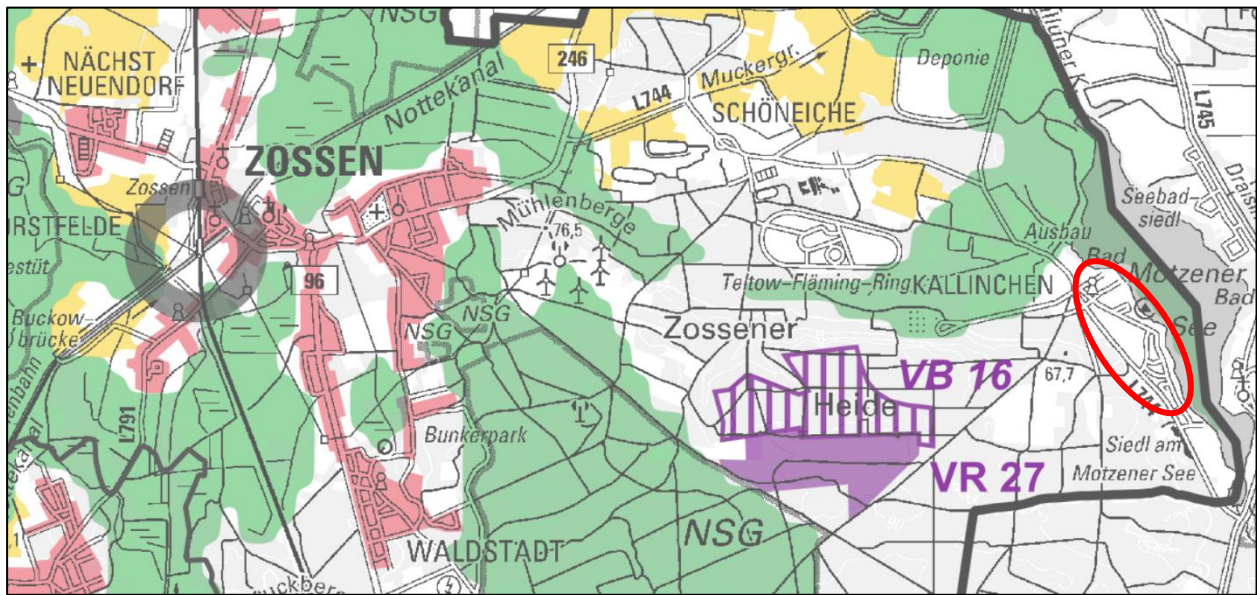 NSG
NÄCHST
NEUENDORF
246
Muckergr.
Deponie
L744
Nottekanal
SCHÖNEICHE
L745
ZOSSEN
Zossen
Seebad-
siedl
NSG
Mühlenberge
76,5
Ausbau
Bad
Motzener
See
Bad
Teltow-Fläming-Ring
KALLINCHEN
96
Buckow-
brücke
NSG
NSG
Zossener
Heide
VB 16
67,7
L791
Bunkerpark
VR 27
Siedl am
Motzener See
NSG
WALDSTADT